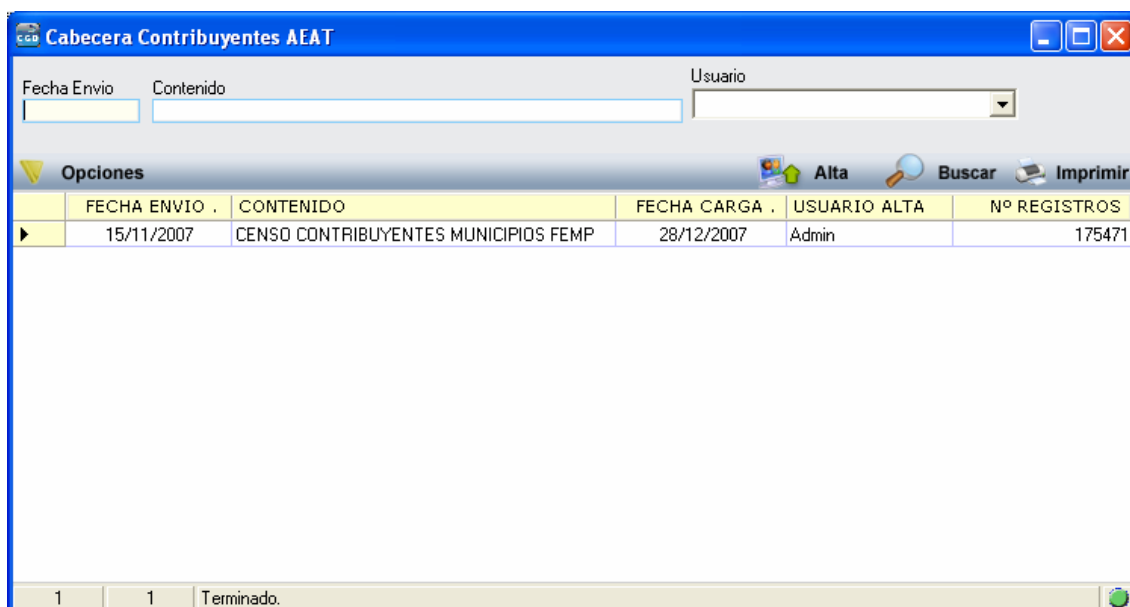 CGD Cabecera Contribuyentes AEAT
Fecha Envio Contenido Usuario
Opciones Alta Buscar Imprimir
FECHA ENVIO . CONTENIDO FECHA CARGA . USUARIO ALTA Nº REGISTROS
15/11/2007 CENSO CONTRIBUYENTES MUNICIPIOS FEMP 28/12/2007 Admin 175471
1 1 Terminado.